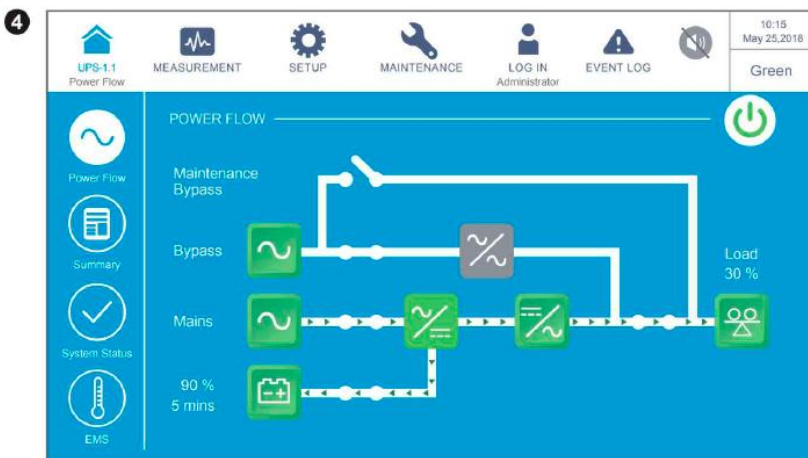 4
UPS-1.1
Power Flow
MEASUREMENT
SETUP
MAINTENANCE
LOG IN
Administrator
EVENT LOG
10:15
May 25,2018
Green
Power Flow
Summary
System Status
EMS
POWER FLOW
Maintenance
Bypass
Bypass
Mains
90 %
5 mins
Load
30 %